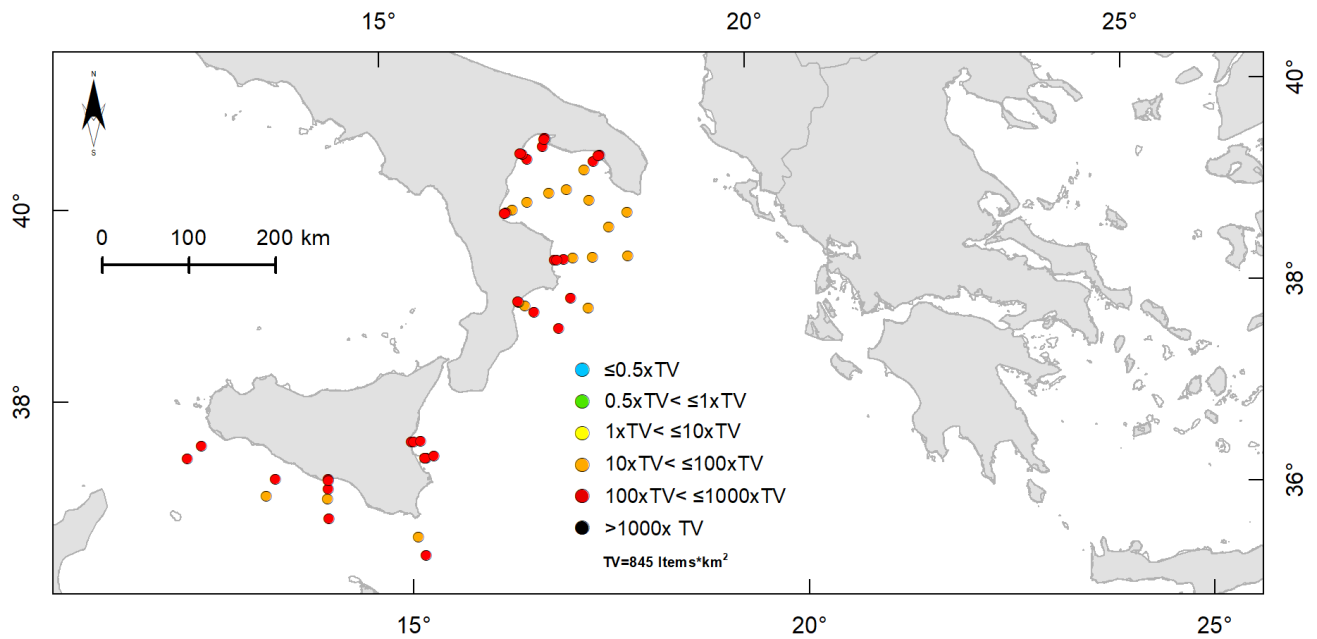 15° 20° 25°
N
S
40°
40°
0 100 200 km
38°
38°
36°
≤0.5xTV
0.5xTV< ≤1xTV
1xTV< ≤10xTV
10xTV< ≤100xTV
100xTV< ≤1000xTV
>1000x TV
TV=845 Items*km²
15° 20° 25°